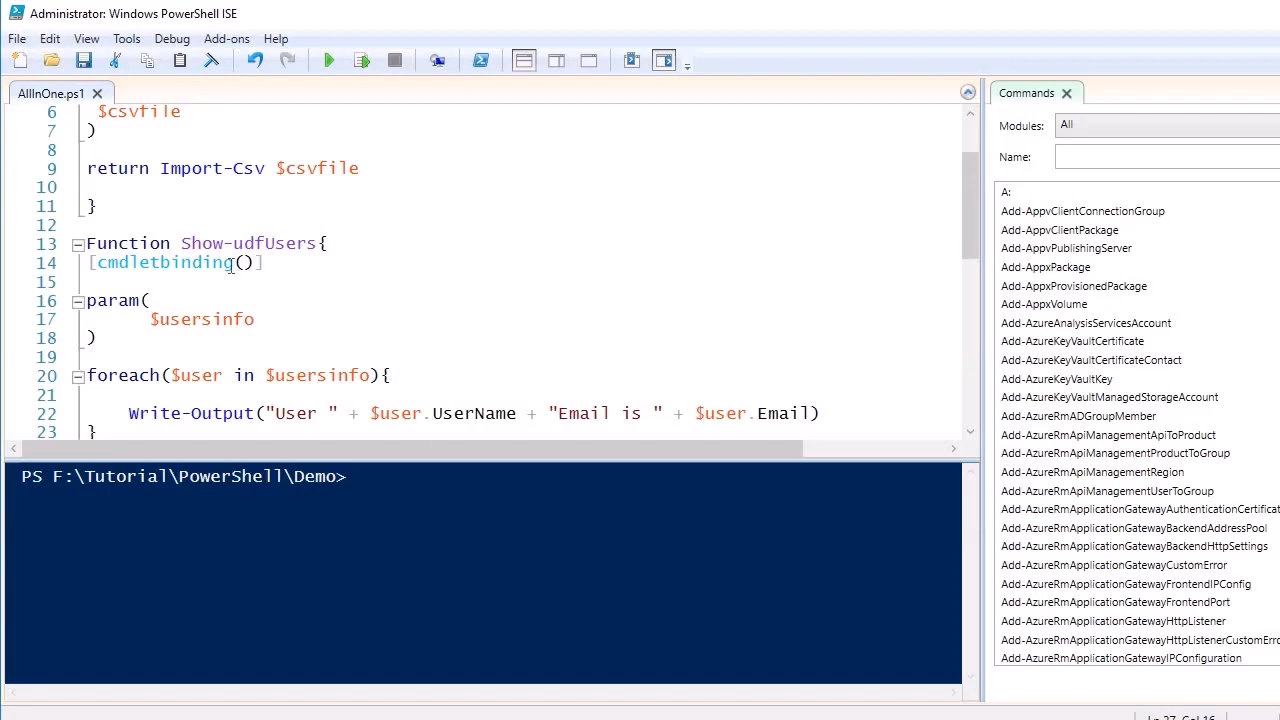 Administrator: Windows PowerShell ISE
File Edit View Tools Debug Add-ons Help
AllInOne.ps1
6 $csvfile
7 )
8
9 return Import-Csv $csvfile
10
11 }
12
13 Function Show-udfUsers{
14 [cmdletbinding()]
15
16 param(
17 $usersinfo
18 )
19
20 foreach($user in $usersinfo){
21
22 Write-Output("User " + $user.UserName + "Email is " + $user.Email)
23 }
PS F:\Tutorial\PowerShell\Demo>
Commands
Modules: All
Name:
A:
Add-AppvClientConnectionGroup
Add-AppvClientPackage
Add-AppvPublishingServer
Add-AppxPackage
Add-AppxProvisionedPackage
Add-AppxVolume
Add-AzureAnalysisServicesAccount
Add-AzureKeyVaultCertificate
Add-AzureKeyVaultCertificateContact
Add-AzureKeyVaultKey
Add-AzureKeyVaultManagedStorageAccount
Add-AzureRmADGroupMember
Add-AzureRmApiManagementApiToProduct
Add-AzureRmApiManagementProductToGroup
Add-AzureRmApiManagementRegion
Add-AzureRmApiManagementUserToGroup
Add-AzureRmApplicationGatewayAuthenticationCertifica
Add-AzureRmApplicationGatewayBackendAddressPool
Add-AzureRmApplicationGatewayBackendHttpSettings
Add-AzureRmApplicationGatewayCustomError
Add-AzureRmApplicationGatewayFrontendIPConfig
Add-AzureRmApplicationGatewayFrontendPort
Add-AzureRmApplicationGatewayHttpListener
Add-AzureRmApplicationGatewayHttpListenerCustomErro
Add-AzureRmApplicationGatewayIPConfiguration